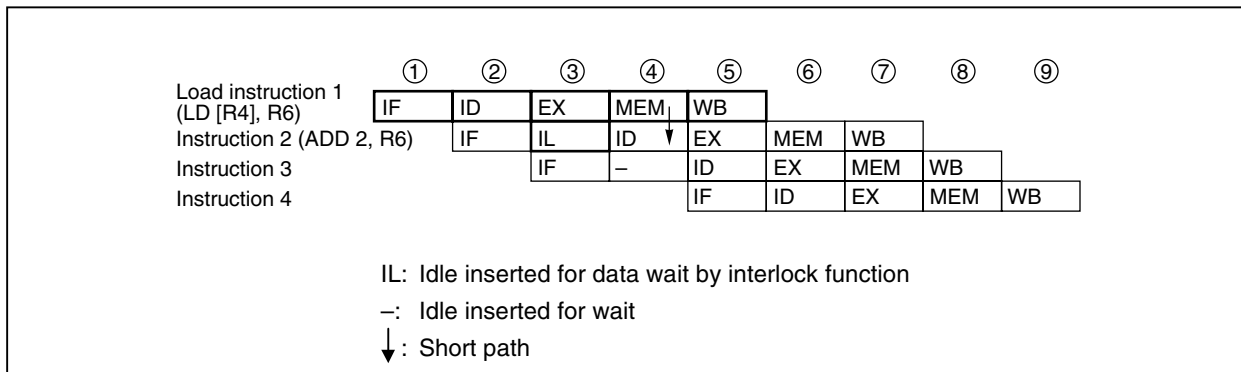 ① ② ③ ④ ⑤ ⑥ ⑦ ⑧ ⑨
Load instruction 1
(LD [R4], R6)
IF ID EX MEM WB
Instruction 2 (ADD 2, R6) IF IL ID EX MEM WB
Instruction 3 IF – ID EX MEM WB
Instruction 4 IF ID EX MEM WB
IL: Idle inserted for data wait by interlock function
–: Idle inserted for wait
↓ : Short path